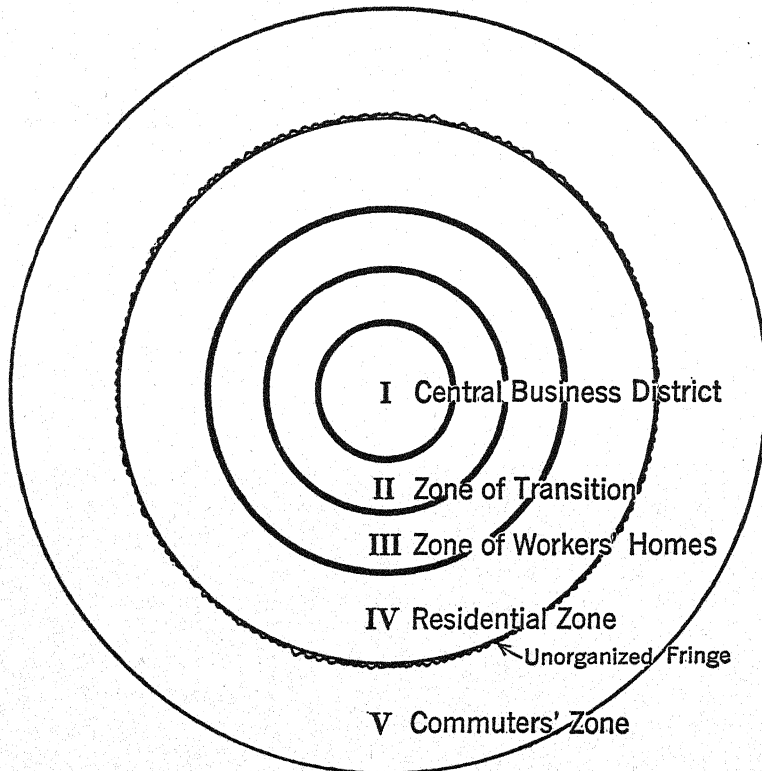 I Central Business District
II Zone of Transition
III Zone of Workers' Homes
IV Residential Zone
Unorganized Fringe
V Commuters' Zone